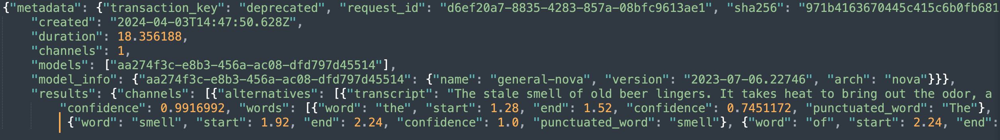 {"metadata": {"transaction_key": "deprecated", "request_id": "d6ef20a7-8835-4283-857a-08bfc9613ae1", "sha256": "971b4163670445c415c6b0fb681
"created": "2024-04-03T14:47:50.628Z",
"duration": 18.356188,
"channels": 1,
"models": ["aa274f3c-e8b3-456a-ac08-dfd797d45514"],
"model_info": {"aa274f3c-e8b3-456a-ac08-dfd797d45514": {"name": "general-nova", "version": "2023-07-06.22746", "arch": "nova"}}},
"results": {"channels": [{"alternatives": [{"transcript": "The stale smell of old beer lingers. It takes heat to bring out the odor, a
"confidence": 0.9916992, "words": [{"word": "the", "start": 1.28, "end": 1.52, "confidence": 0.7451172, "punctuated_word": "The"},
{"word": "smell", "start": 1.92, "end": 2.24, "confidence": 1.0, "punctuated_word": "smell"}, {"word": "of", "start": 2.24, "end":